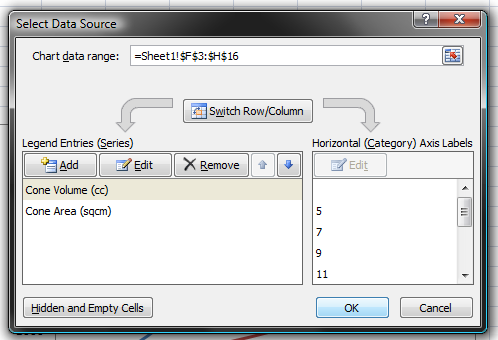 Select Data Source
Chart data range: =Sheet1!$F$3:$H$16
Switch Row/Column
Legend Entries (Series)
Horizontal (Category) Axis Labels
Add Edit Remove
Edit
Cone Volume (cc)
Cone Area (sqcm)
5
7
9
11
Hidden and Empty Cells
OK Cancel